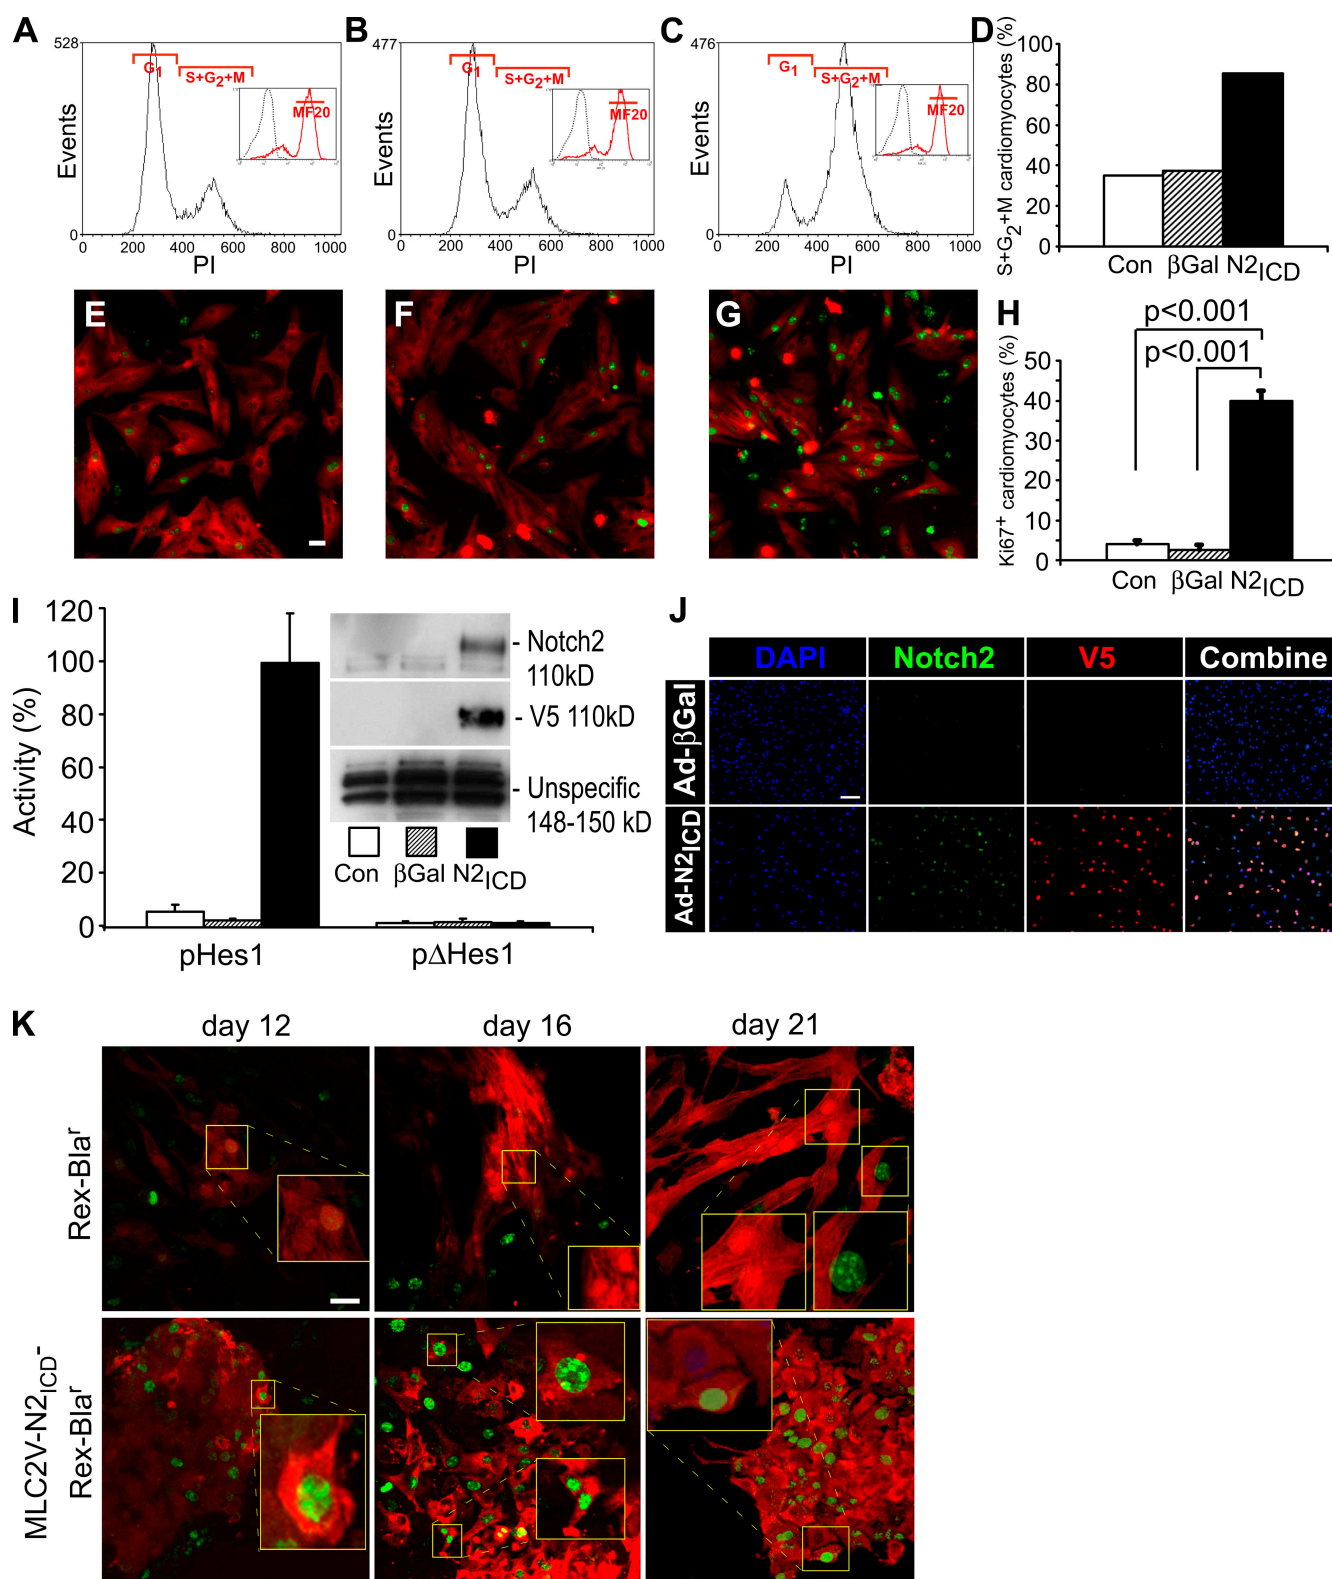 A
528
G1
S+G2+M
MF20
Events
0
0 200 400 600 800 1000
PI
B
477
G1
S+G2+M
MF20
Events
0
0 200 400 600 800 1000
PI
C
476
G1
S+G2+M
MF20
Events
0
0 200 400 600 800 1000
PI
D
S+G2+M cardiomyocytes (%)
100
80
60
40
20
0
Con βGal N2ICD
E
F
G
H
p<0.001
p<0.001
Ki67+ cardiomyocytes (%)
50
40
30
20
10
0
Con βGal N2ICD
I
Activity (%)
120
100
80
60
40
20
0
pHes1 pΔHes1
- Notch2
110kD
- V5 110kD
- Unspecific
148-150 kD
Con βGal N2ICD
J
DAPI Notch2 V5 Combine
Ad-βGal
Ad-N2ICD
K
day 12 day 16 day 21
Rex-Blar
MLC2V-N2ICD-
Rex-Blar